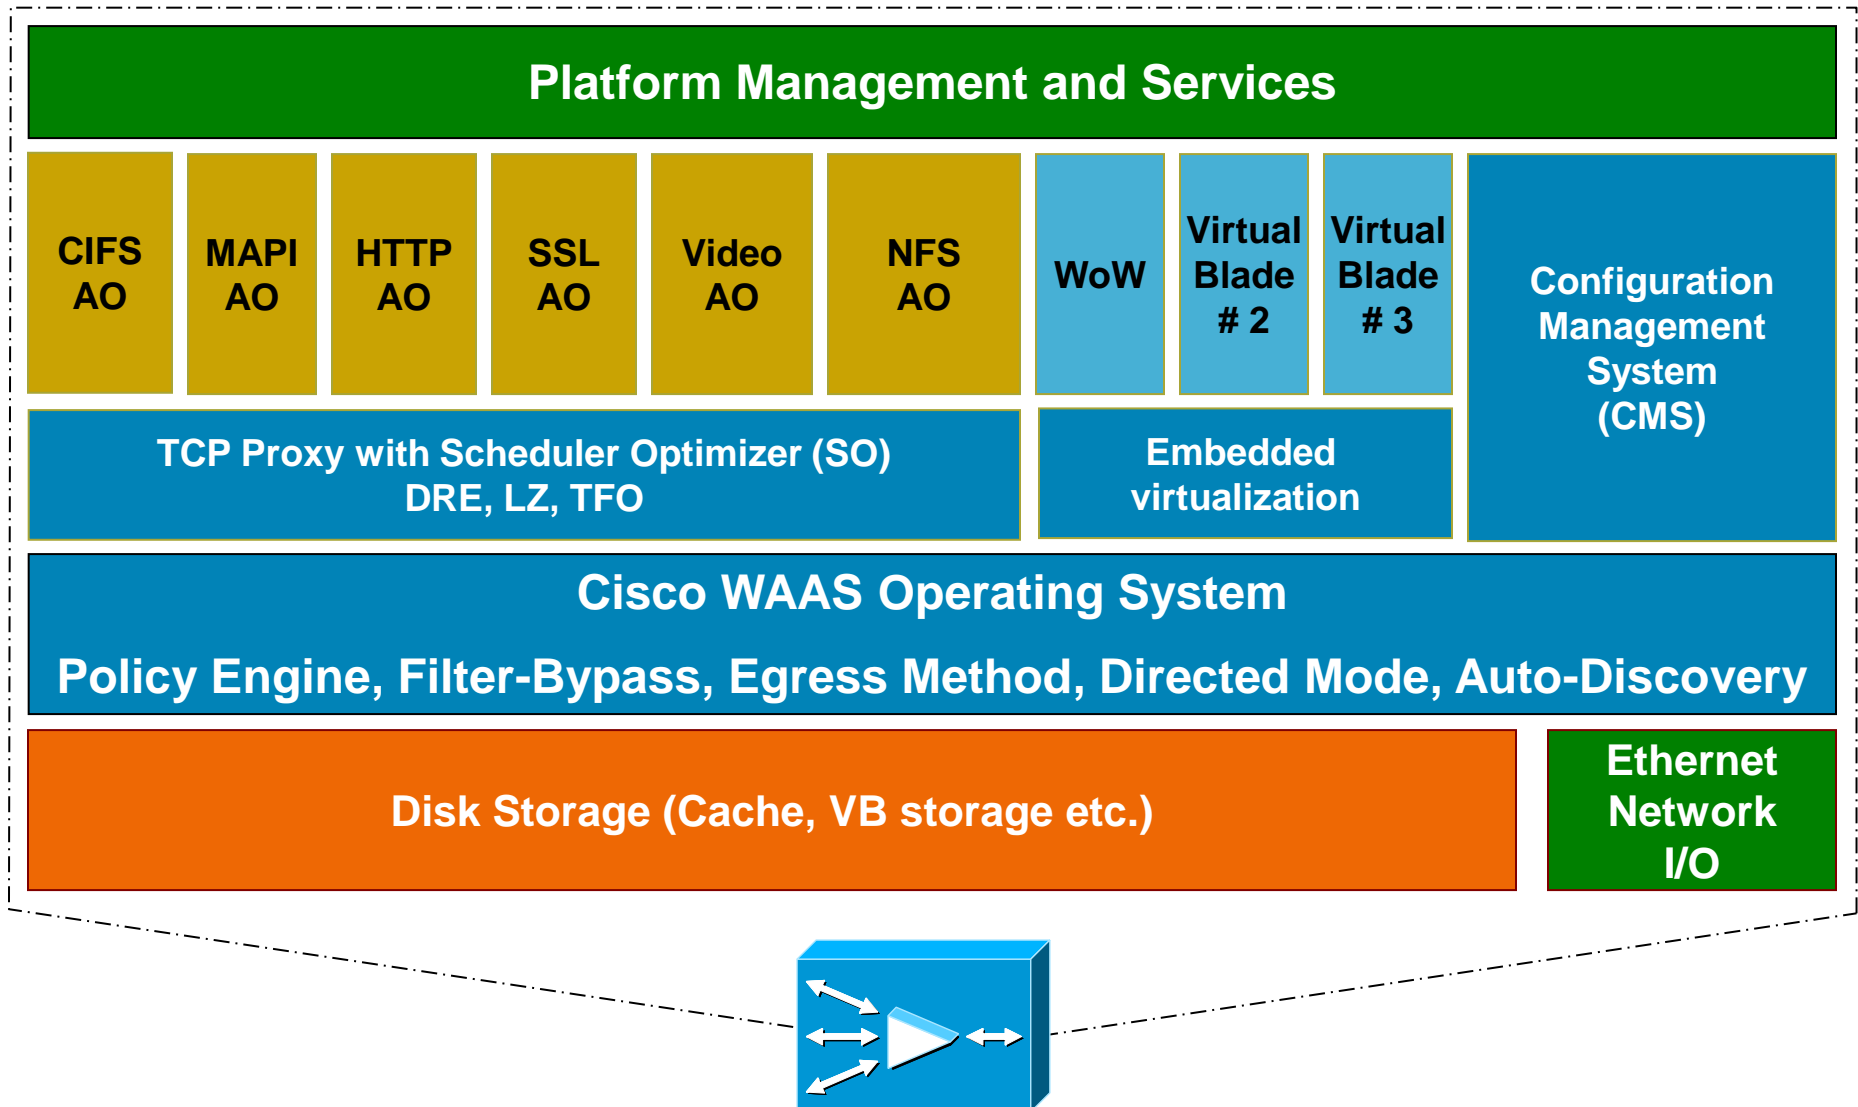 Platform Management and Services
CIFS
AO
MAPI
AO
HTTP
AO
SSL
AO
Video
AO
NFS
AO
WoW
Virtual
Blade
# 2
Virtual
Blade
# 3
Configuration
Management
System
(CMS)
TCP Proxy with Scheduler Optimizer (SO)
DRE, LZ, TFO
Embedded
virtualization
Cisco WAAS Operating System
Policy Engine, Filter-Bypass, Egress Method, Directed Mode, Auto-Discovery
Disk Storage (Cache, VB storage etc.)
Ethernet
Network
I/O